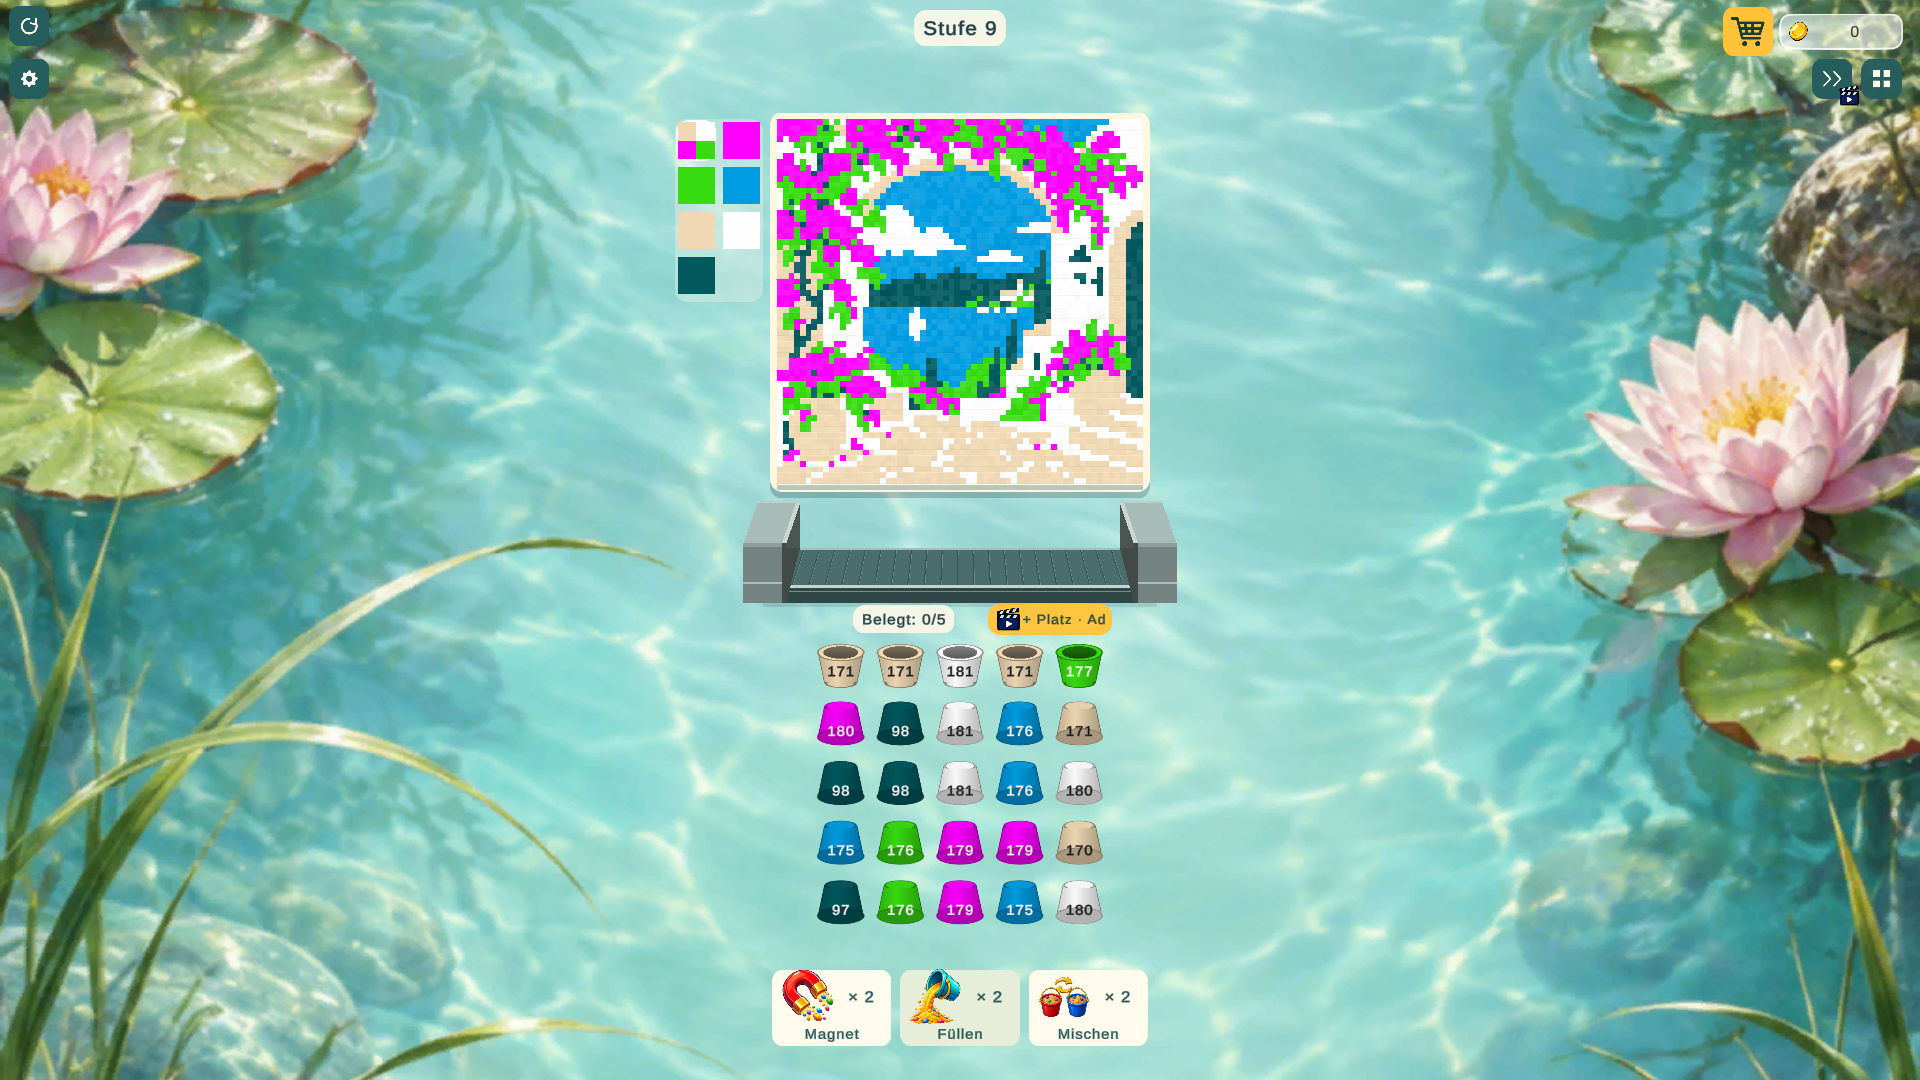 Stufe 9
0
Belegt: 0/5
+ Platz · Ad
171 171 181 171 177
180 98 181 176 171
98 98 181 176 180
175 176 179 179 170
97 176 179 175 180
× 2 × 2 × 2
Magnet Füllen Mischen